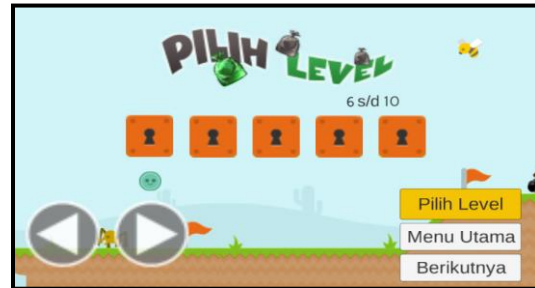 PILIH LEVEL
6 s/d 10
Pilih Level
Menu Utama
Berikutnya